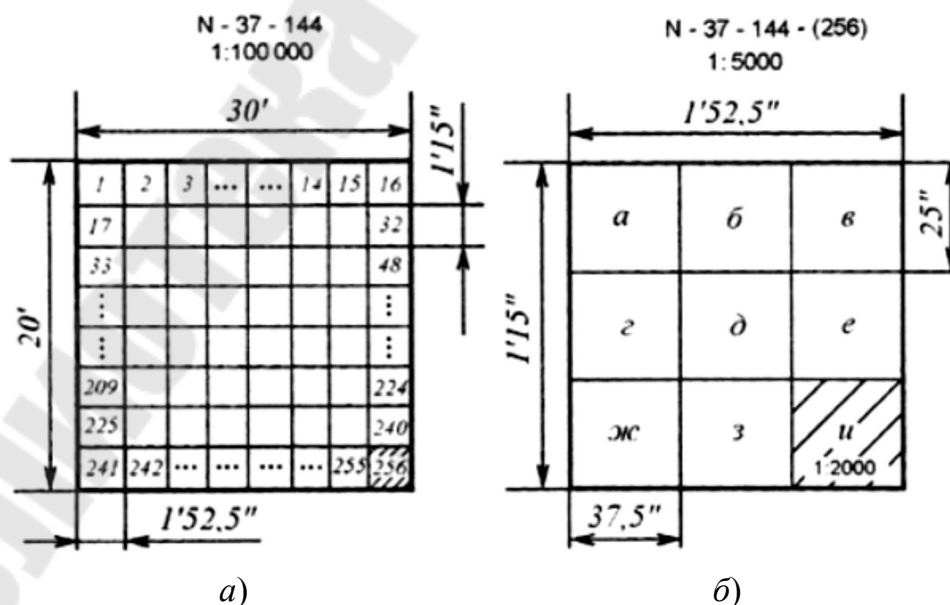 N - 37 - 144
1:100 000
30'
1'15"
20'
1 2 3 ... ... 14 15 16
17 32
33 48
⋮ ⋮
⋮ ⋮
209 224
225 240
241 242 ... ... ... ... 255 256
1'52,5"
а)
N - 37 - 144 - (256)
1:5000
1'52,5"
25"
1'15"
а б в
г д е
ж з и
1:2000
37,5"
б)